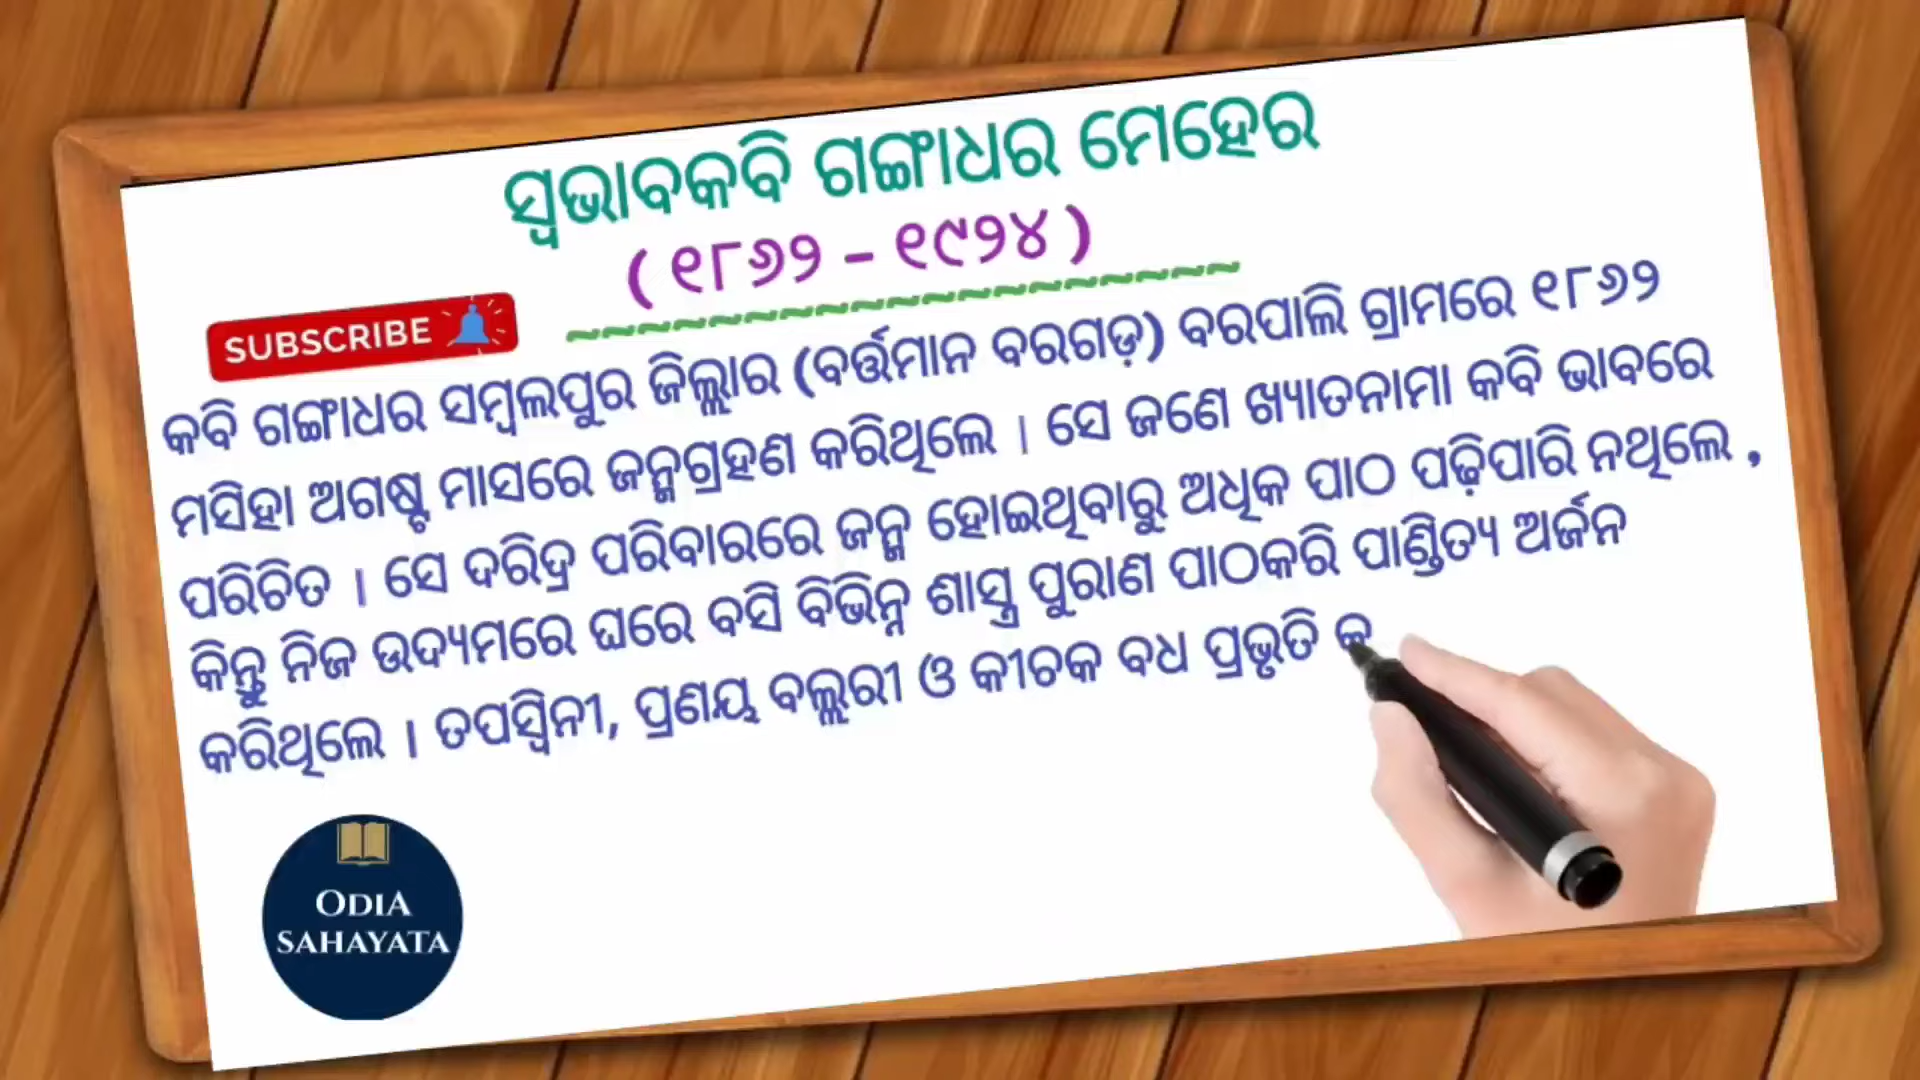 ସ୍ୱଭାବକବି ଗଙ୍ଗାଧର ମେହେର
( ୧୮୬୨ – ୧୯୨୪ )
~~~~~~~~~~~~~~~~~~~
SUBSCRIBE
କବି ଗଙ୍ଗାଧର ସମ୍ବଲପୁର ଜିଲ୍ଲାର (ବର୍ତ୍ତମାନ ବରଗଡ଼) ବରପାଲି ଗ୍ରାମରେ ୧୮୬୨
ମସିହା ଅଗଷ୍ଟ ମାସରେ ଜନ୍ମଗ୍ରହଣ କରିଥିଲେ । ସେ ଜଣେ ଖ୍ୟାତନାମା କବି ଭାବରେ
ପରିଚିତ । ସେ ଦରିଦ୍ର ପରିବାରରେ ଜନ୍ମ ହୋଇଥିବାରୁ ଅଧିକ ପାଠ ପଢ଼ିପାରି ନଥିଲେ ,
କିନ୍ତୁ ନିଜ ଉଦ୍ୟମରେ ଘରେ ବସି ବିଭିନ୍ନ ଶାସ୍ତ୍ର ପୁରାଣ ପାଠକରି ପାଣ୍ଡିତ୍ୟ ଅର୍ଜନ
କରିଥିଲେ । ତପସ୍ୱିନୀ, ପ୍ରଣୟ ବଲ୍ଲରୀ ଓ କୀଚକ ବଧ ପ୍ରଭୃତି କ
ODIA
SAHAYATA